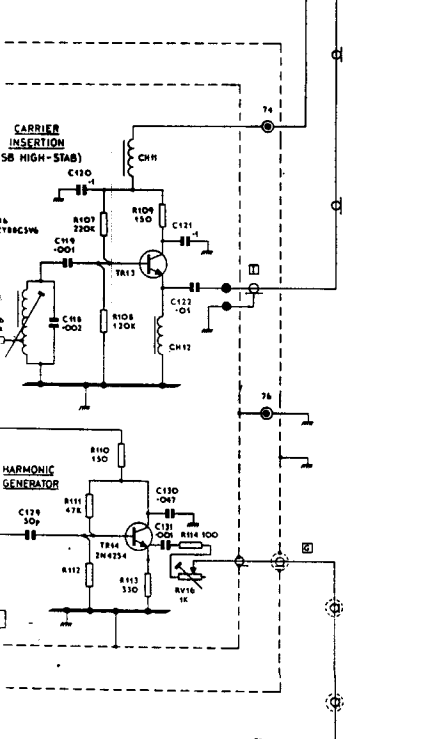 74
CARRIER
INSERTION
SB HIGH-STAB)
CH11
C120
·1
R107
220K
R109
150
C121
·1
C119
·001
TR13
I
C122
·01
C118
·002
R108
120K
CH12
76
R110
150
HARMONIC
GENERATOR
R111
47K
C130
·047
C129
50p
C131
·001
R114 100
TR14
2N4254
G
R112
R113
330
RV16
1K